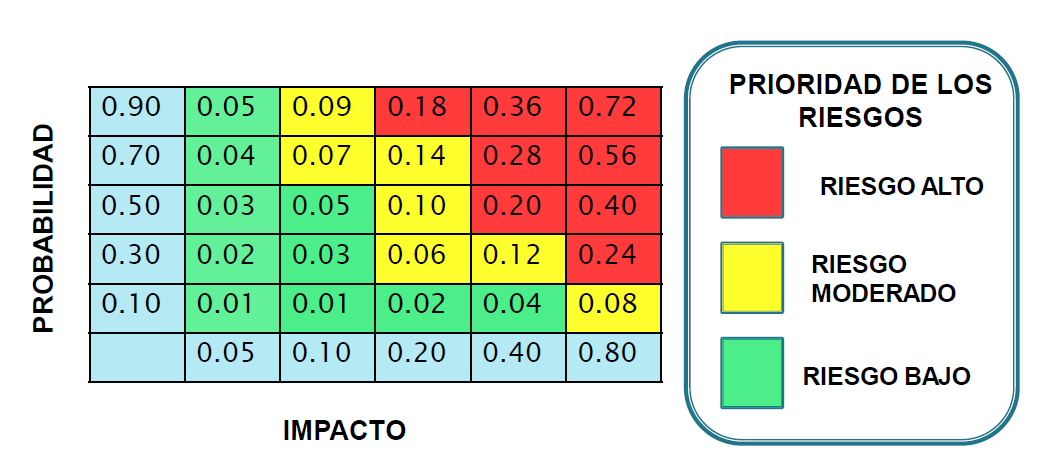 PROBABILIDAD
0.90 0.05 0.09 0.18 0.36 0.72
0.70 0.04 0.07 0.14 0.28 0.56
0.50 0.03 0.05 0.10 0.20 0.40
0.30 0.02 0.03 0.06 0.12 0.24
0.10 0.01 0.01 0.02 0.04 0.08
0.05 0.10 0.20 0.40 0.80
IMPACTO
PRIORIDAD DE LOS
RIESGOS
RIESGO ALTO
RIESGO
MODERADO
RIESGO BAJO